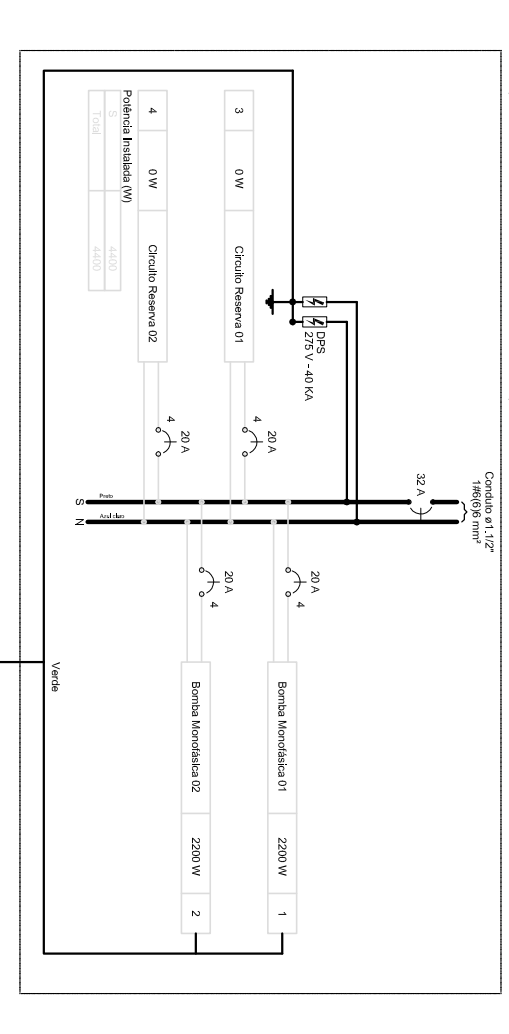 Conduto ø1.1/2"
1#6(6)6 mm²
32 A
DPS
275 V - 40 KA
3
0 W
Circuito Reserva 01
4
20 A
20 A
4
Bomba Monofásica 01
2200 W
1
4
0 W
Circuito Reserva 02
4
20 A
20 A
4
Bomba Monofásica 02
2200 W
2
Preto
S
Azul claro
N
Potência Instalada (W)
S 4400
Total 4400
Verde